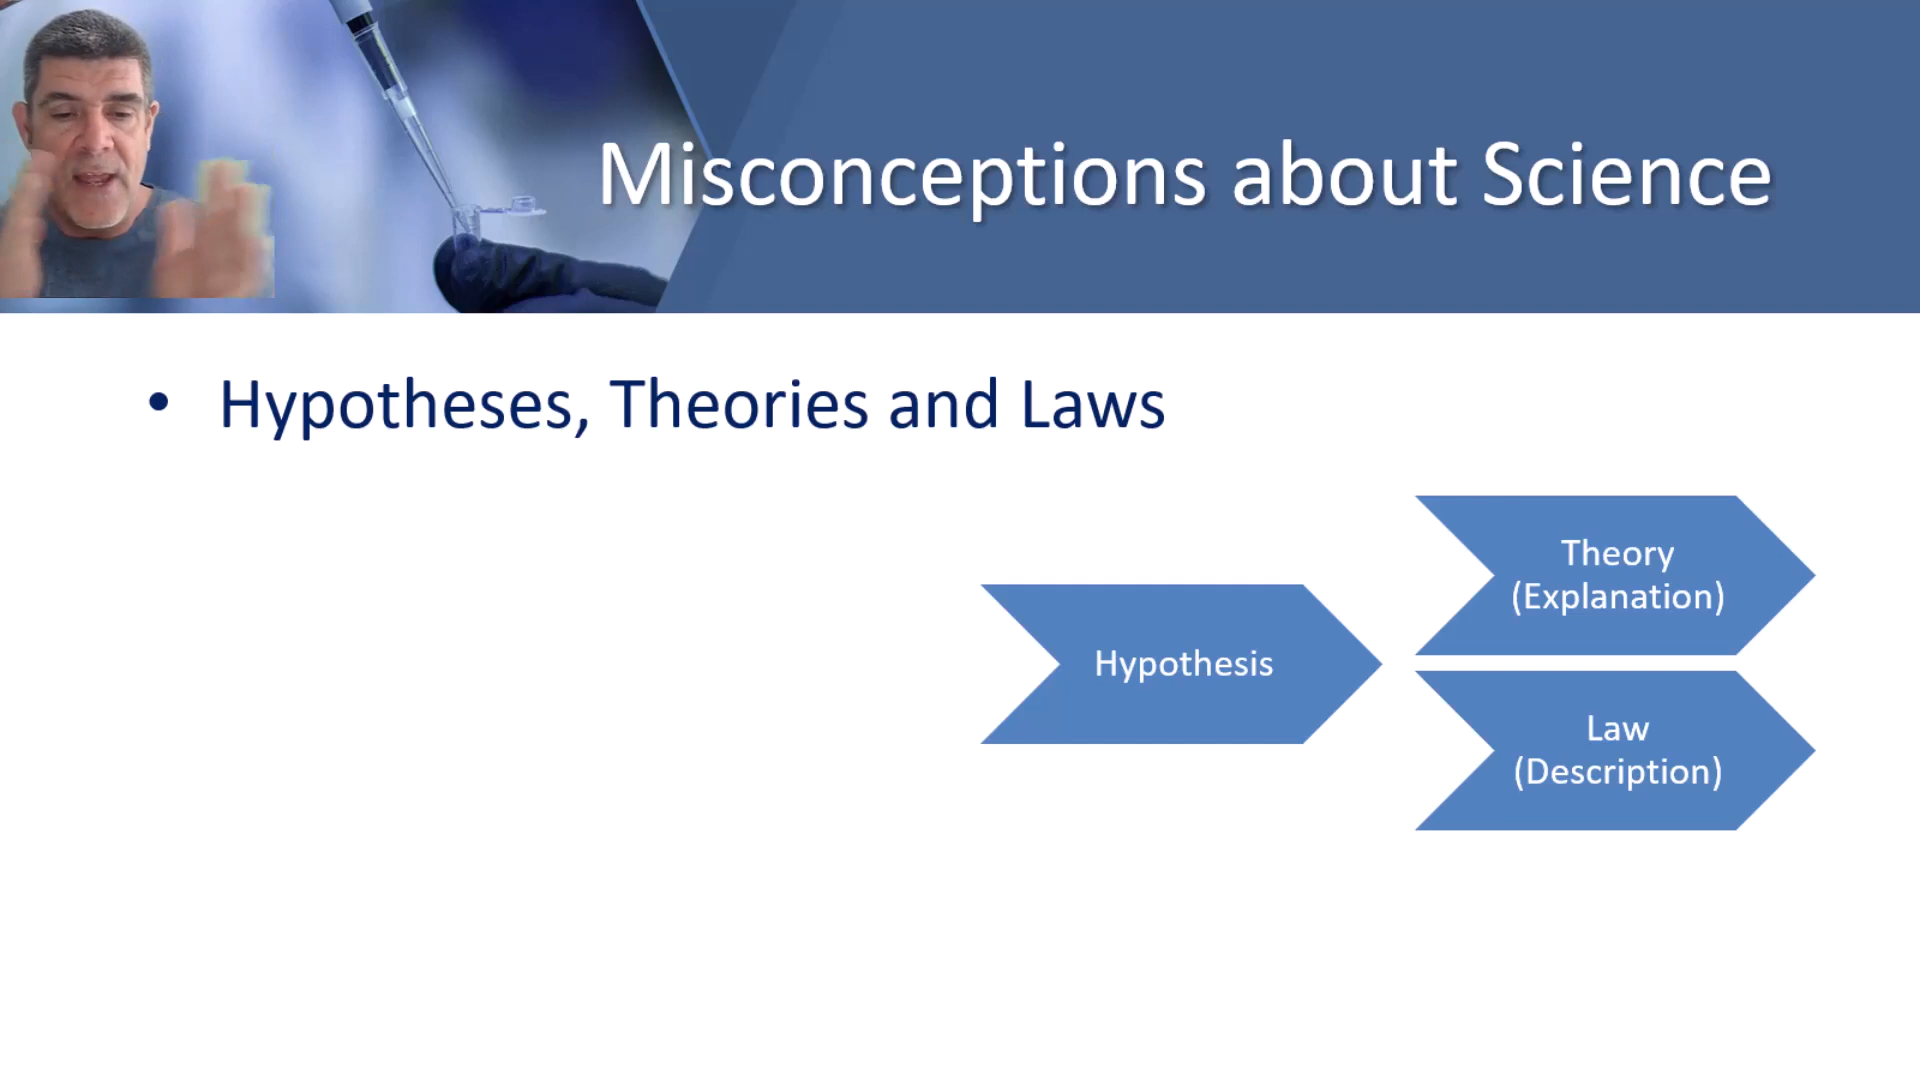 Misconceptions about Science
• Hypotheses, Theories and Laws
Hypothesis
Theory
(Explanation)
Law
(Description)